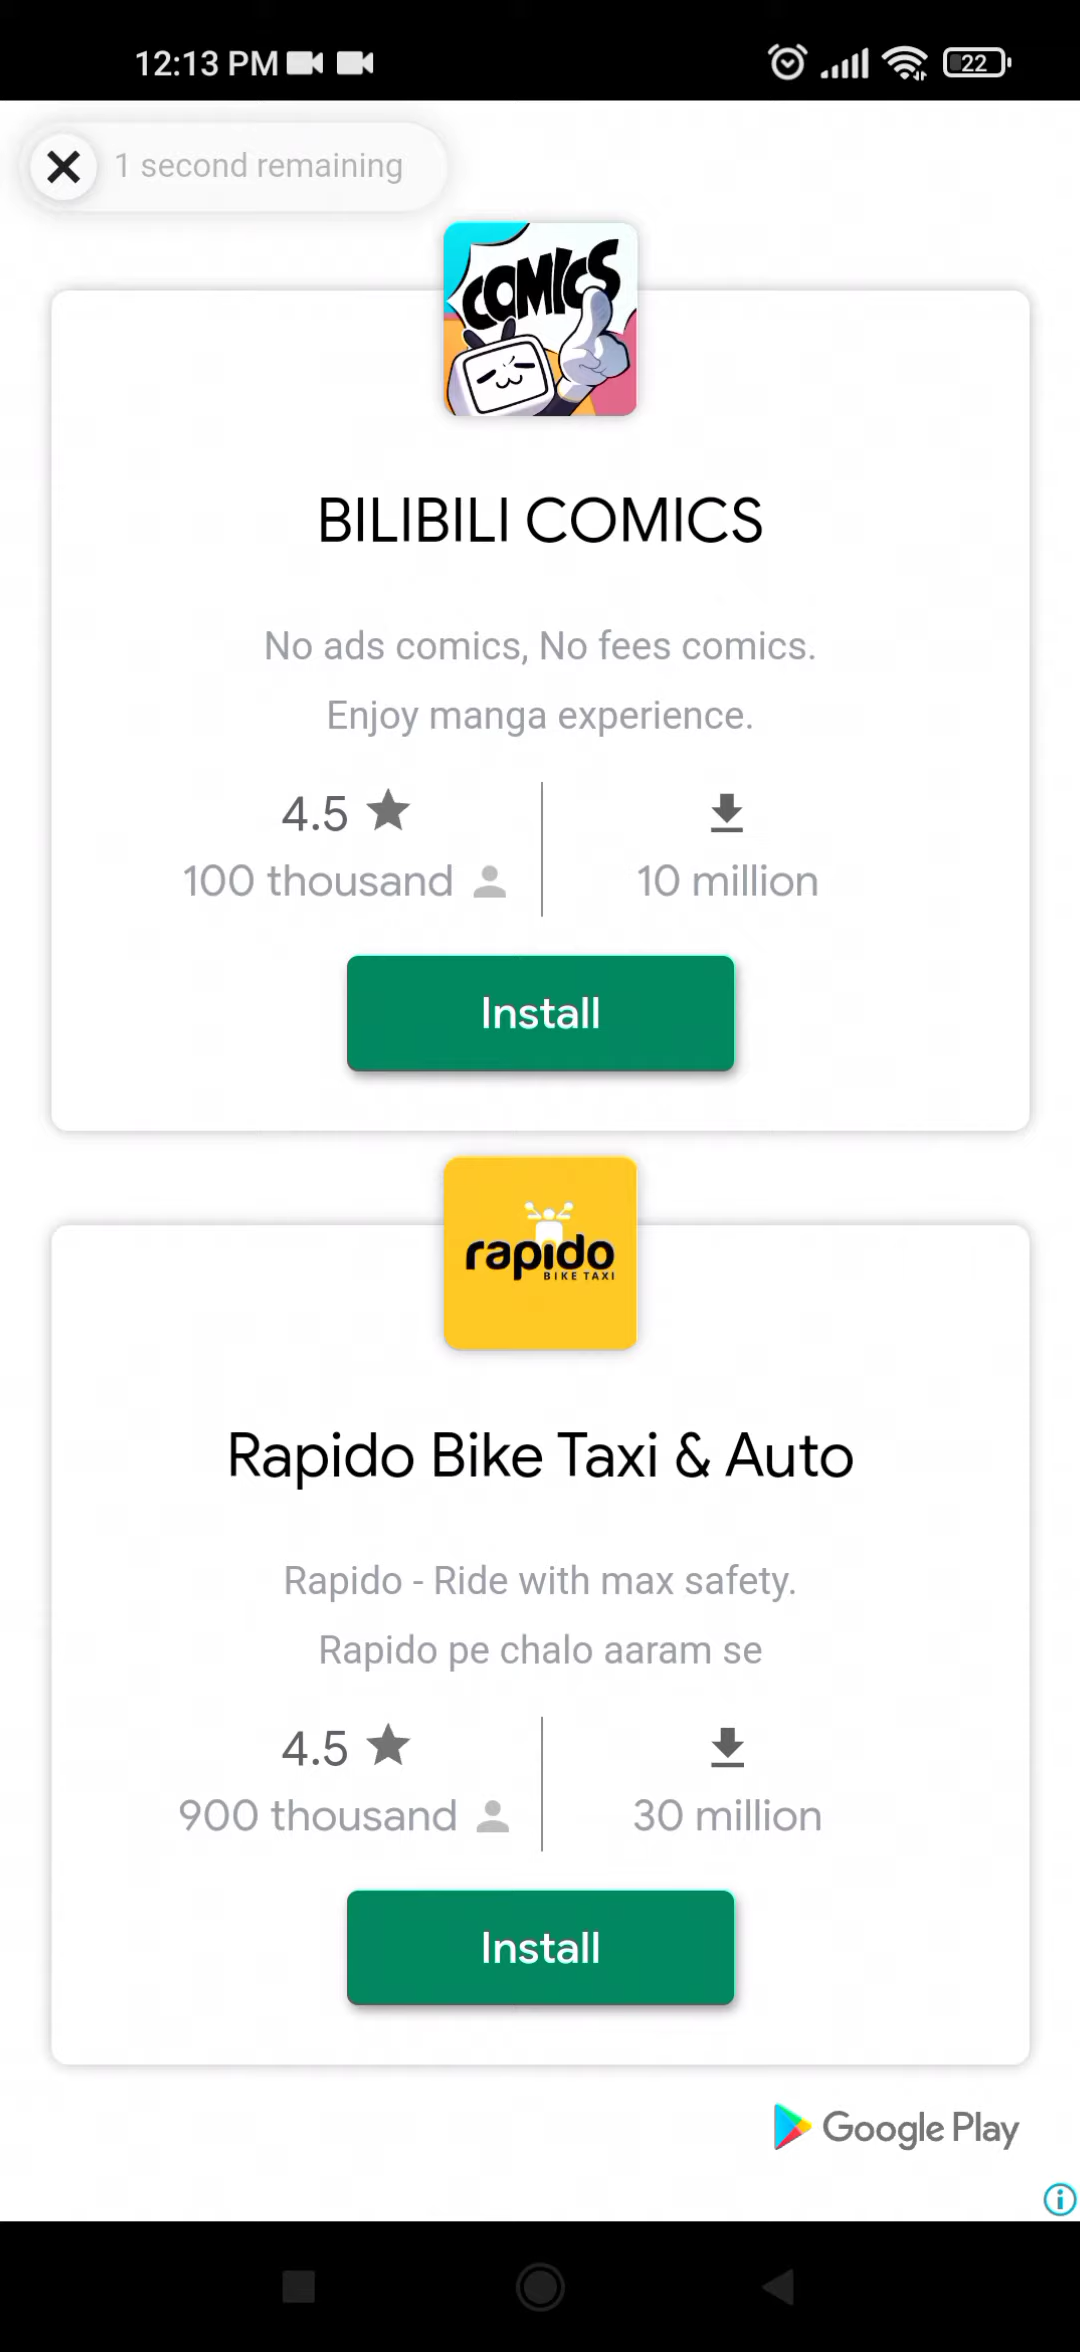 12:13 PM
22
1 second remaining
COMICS
BILIBILI COMICS
No ads comics, No fees comics.
Enjoy manga experience.
4.5
100 thousand
10 million
Install
rapido
BIKE TAXI
Rapido Bike Taxi & Auto
Rapido - Ride with max safety.
Rapido pe chalo aaram se
4.5
900 thousand
30 million
Install
Google Play